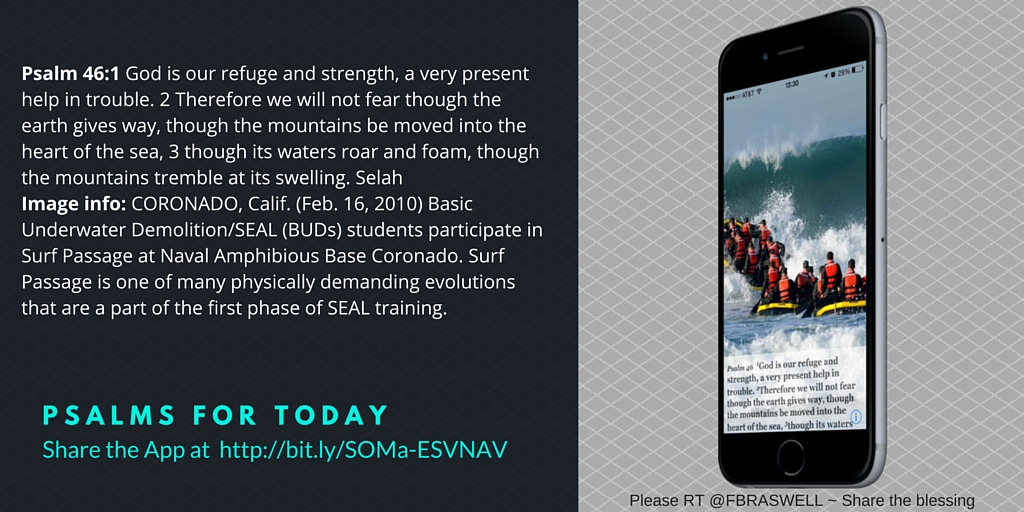 Psalm 46:1 God is our refuge and strength, a very present
help in trouble. 2 Therefore we will not fear though the
earth gives way, though the mountains be moved into the
heart of the sea, 3 though its waters roar and foam, though
the mountains tremble at its swelling. Selah
Image info: CORONADO, Calif. (Feb. 16, 2010) Basic
Underwater Demolition/SEAL (BUDs) students participate in
Surf Passage at Naval Amphibious Base Coronado. Surf
Passage is one of many physically demanding evolutions
that are a part of the first phase of SEAL training.
PSALMS FOR TODAY
Share the App at http://bit.ly/SOMa-ESVNAV
AT&T 13:30 29%
Psalm 46 ¹God is our refuge and
strength, a very present help in
trouble. ²Therefore we will not fear
though the earth gives way, though
the mountains be moved into the
heart of the sea, ³though its waters
Please RT @FBRASWELL ~ Share the blessing